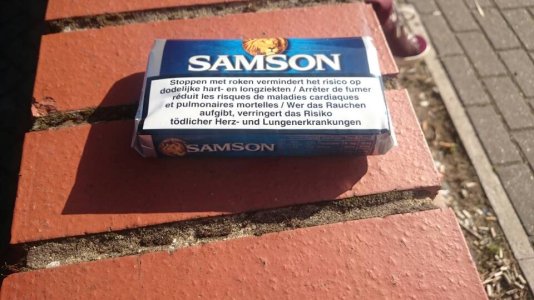 SAMSON
Stoppen met roken vermindert het risico op
dodelijke hart- en longziekten / Arrêter de fumer
réduit les risques de maladies cardiaques
et pulmonaires mortelles / Wer das Rauchen
aufgibt, verringert das Risiko
tödlicher Herz- und Lungenerkrankungen
SAMSON